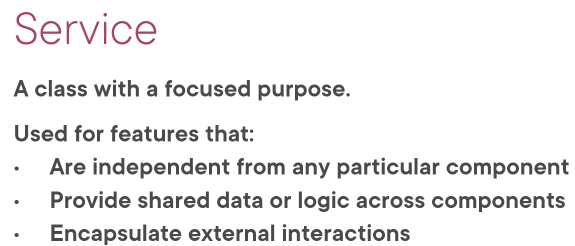 Service
A class with a focused purpose.
Used for features that:
• Are independent from any particular component
• Provide shared data or logic across components
• Encapsulate external interactions